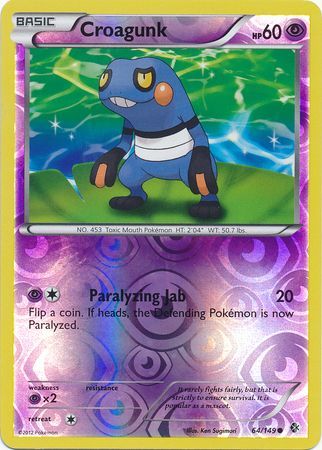 BASIC
Croagunk
HP60
NO. 453 Toxic Mouth Pokémon HT: 2'04" WT: 50.7 lbs.
Paralyzing Jab 20
Flip a coin. If heads, the Defending Pokémon is now
Paralyzed.
weakness resistance
×2
retreat
It rarely fights fairly, but that is
strictly to ensure survival. It is
popular as a mascot.
©2012 Pokémon
Illus. Ken Sugimori
64/149